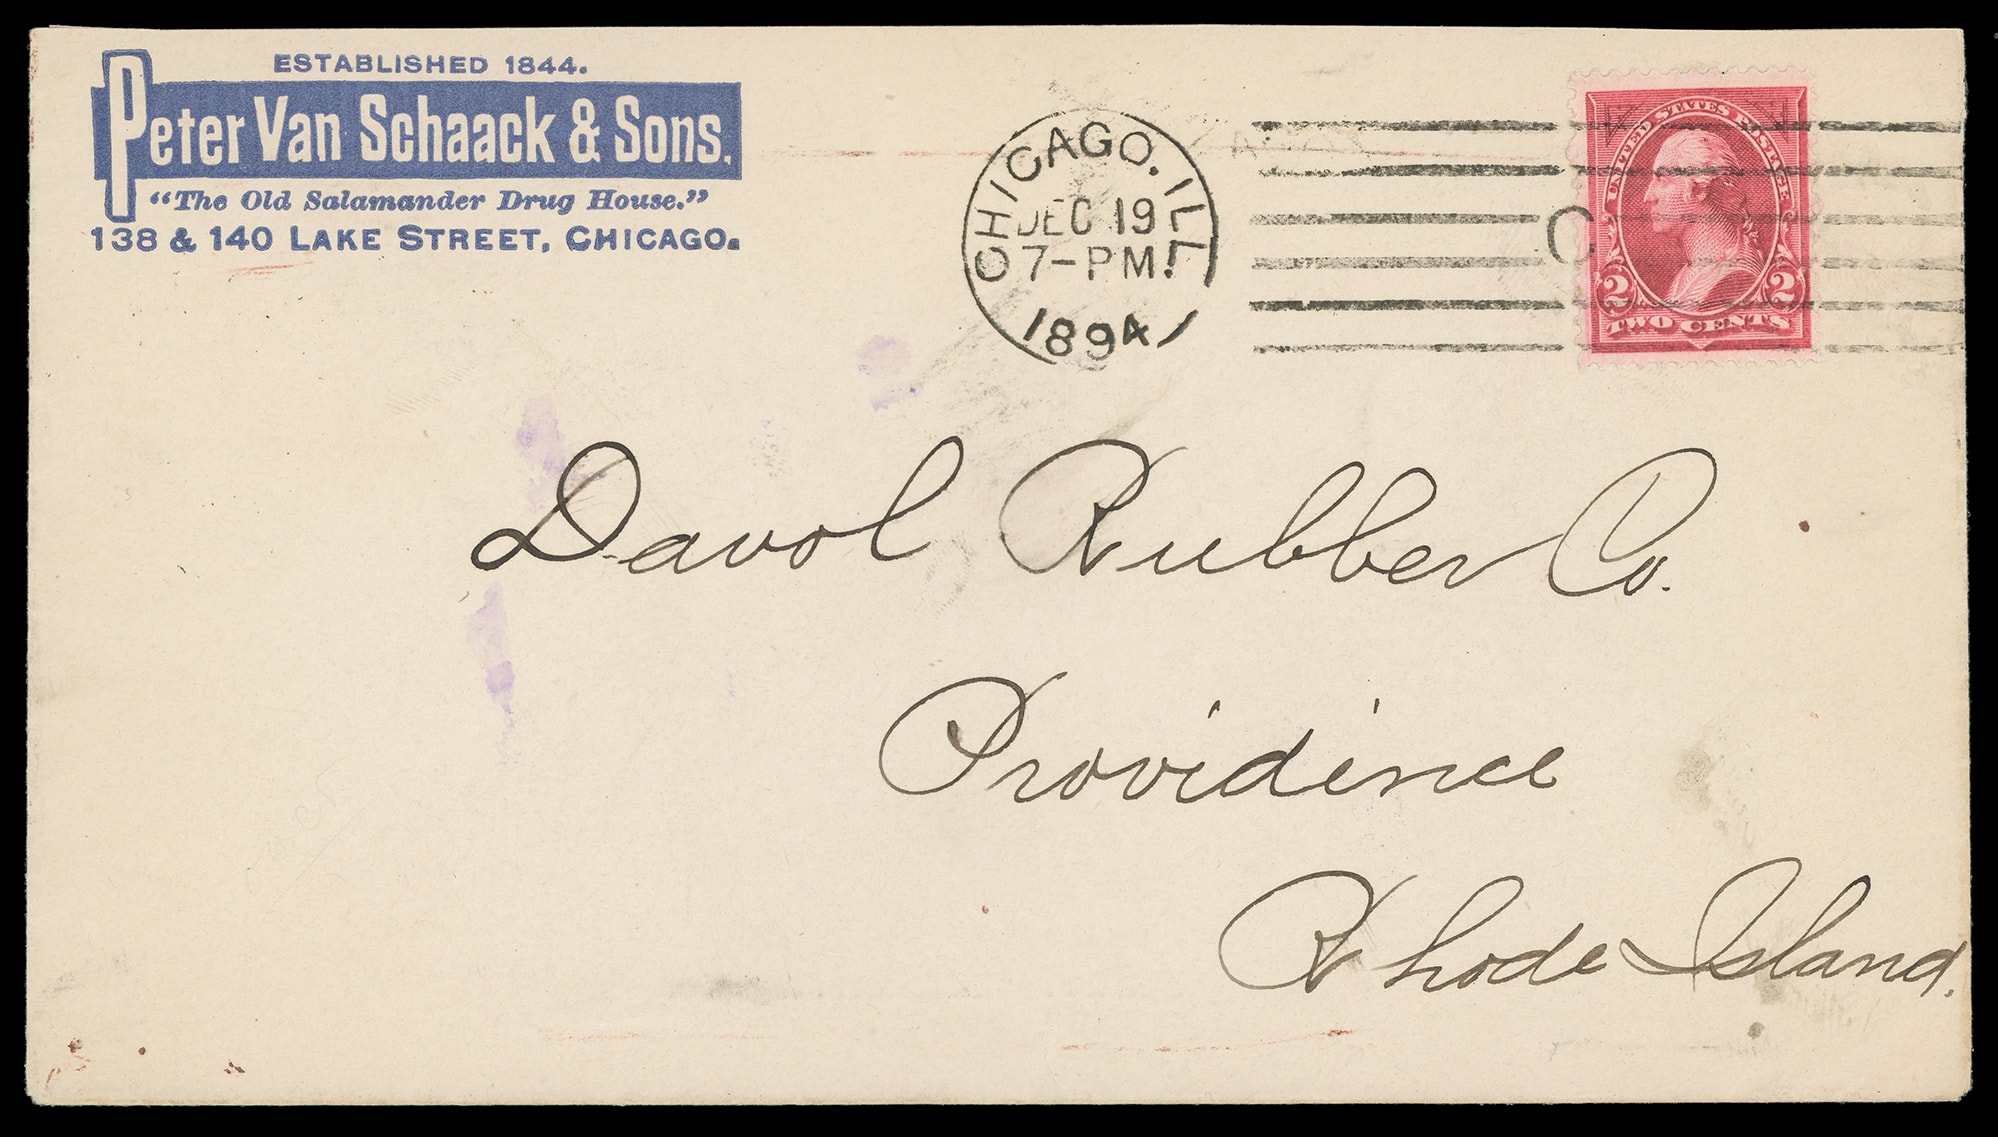 ESTABLISHED 1844.
Peter Van Schaack & Sons.
"The Old Salamander Drug House."
138 & 140 LAKE STREET, CHICAGO.
CHICAGO, ILL.
DEC 19
7-PM
1894
C
UNITED STATES POSTAGE
2 2
TWO CENTS
Davol Rubber Co.
Providence
Rhode Island.